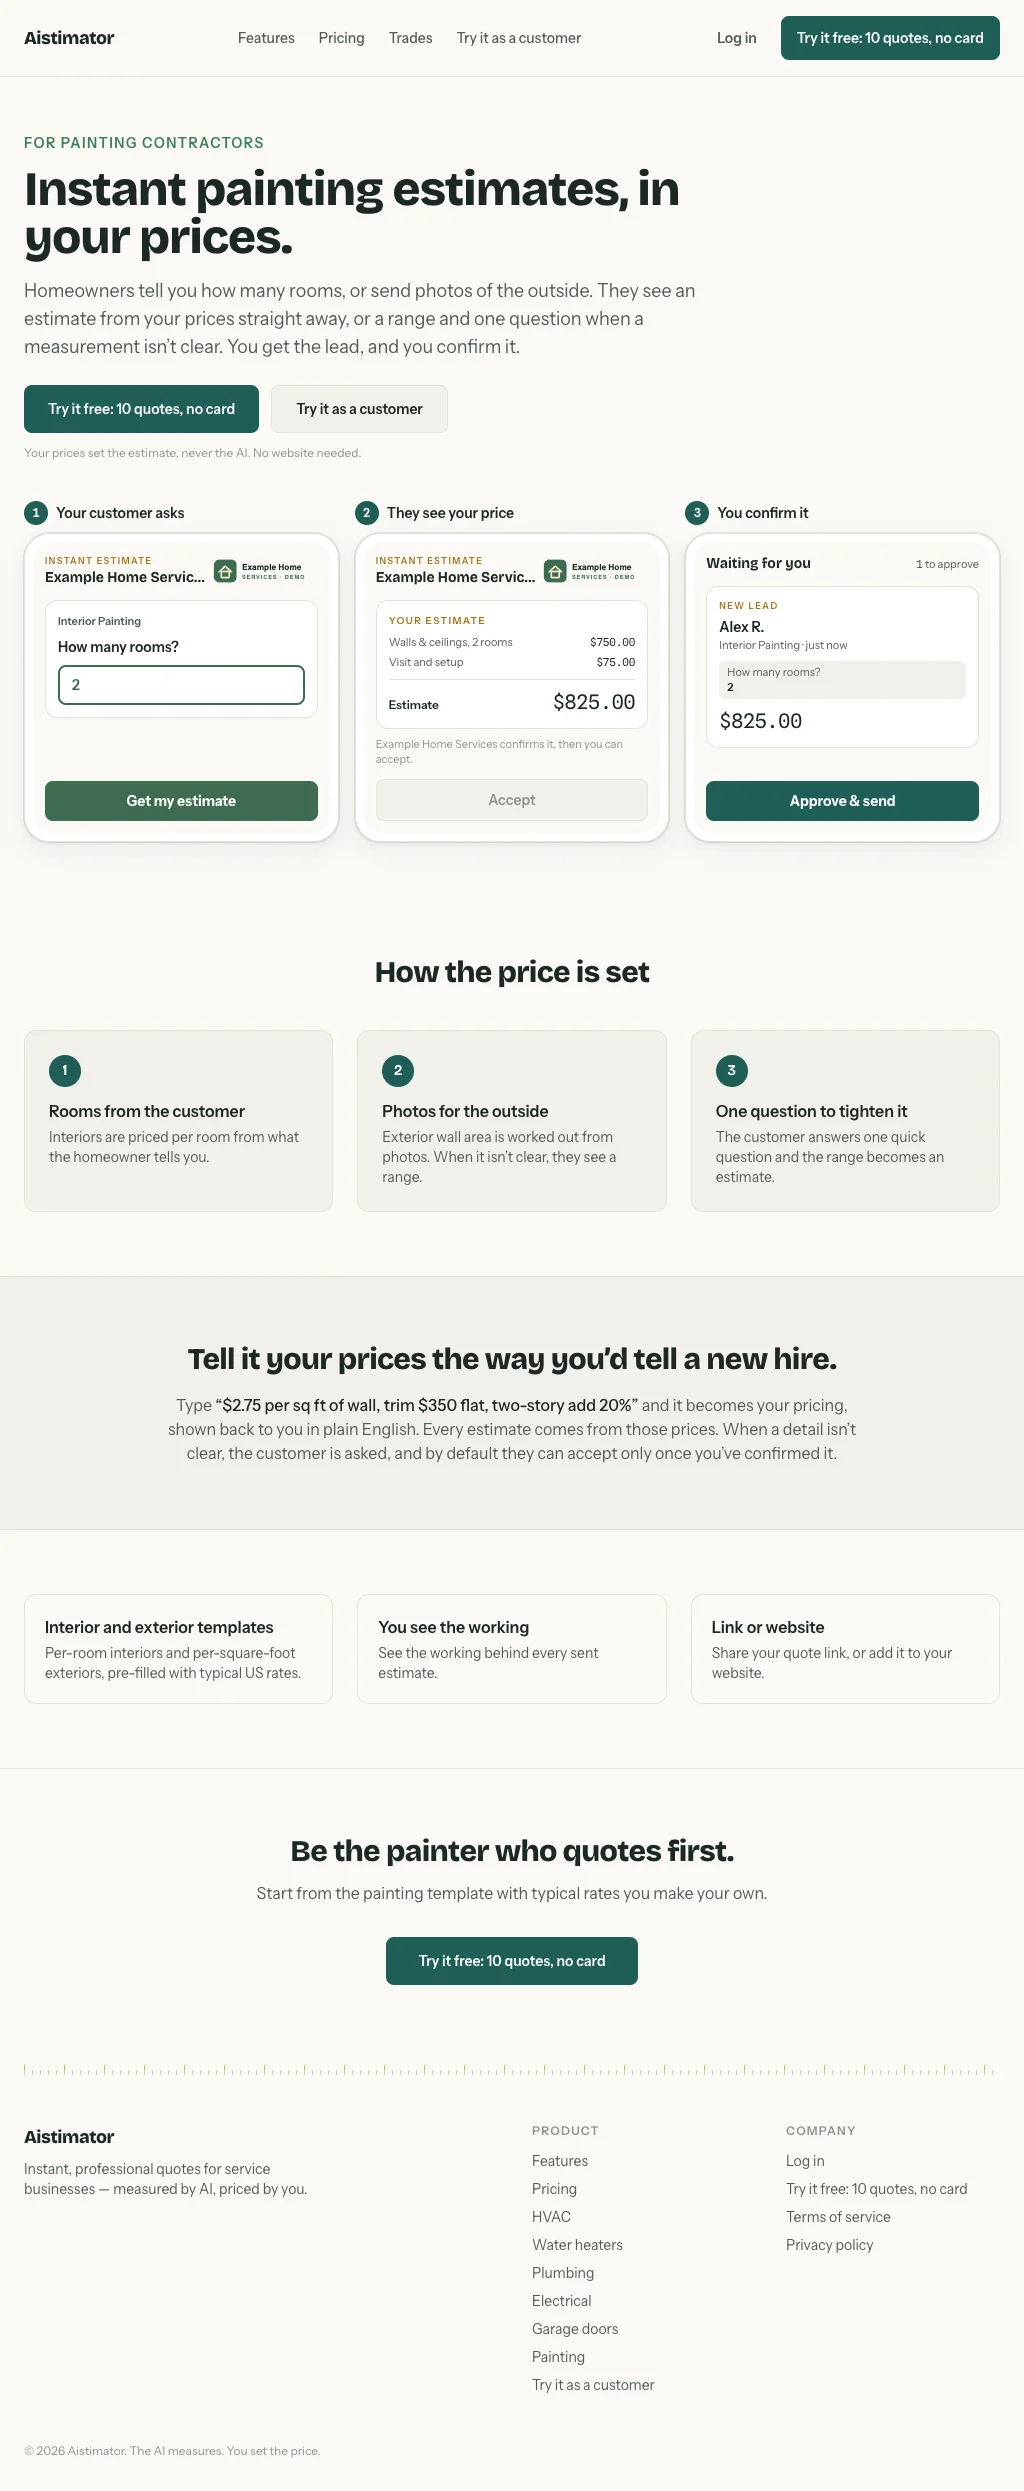 Aistimator
Features
Pricing
Trades
Try it as a customer
Log in
Try it free: 10 quotes, no card
FOR PAINTING CONTRACTORS
Instant painting estimates, in
your prices.
Homeowners tell you how many rooms, or send photos of the outside. They see an
estimate from your prices straight away, or a range and one question when a
measurement isn’t clear. You get the lead, and you confirm it.
Try it free: 10 quotes, no card
Try it as a customer
Your prices set the estimate, never the AI. No website needed.
1 Your customer asks
INSTANT ESTIMATE
Example Home Servic...
Example Home
SERVICES · DEMO
Interior Painting
How many rooms?
2
Get my estimate
2 They see your price
INSTANT ESTIMATE
Example Home Servic...
Example Home
SERVICES · DEMO
YOUR ESTIMATE
Walls & ceilings, 2 rooms $750.00
Visit and setup $75.00
Estimate $825.00
Example Home Services confirms it, then you can
accept.
Accept
3 You confirm it
Waiting for you
1 to approve
NEW LEAD
Alex R.
Interior Painting · just now
How many rooms?
2
$825.00
Approve & send
How the price is set
1
Rooms from the customer
Interiors are priced per room from what
the homeowner tells you.
2
Photos for the outside
Exterior wall area is worked out from
photos. When it isn’t clear, they see a
range.
3
One question to tighten it
The customer answers one quick
question and the range becomes an
estimate.
Tell it your prices the way you’d tell a new hire.
Type “$2.75 per sq ft of wall, trim $350 flat, two-story add 20%” and it becomes your pricing,
shown back to you in plain English. Every estimate comes from those prices. When a detail isn’t
clear, the customer is asked, and by default they can accept only once you’ve confirmed it.
Interior and exterior templates
Per-room interiors and per-square-foot
exteriors, pre-filled with typical US rates.
You see the working
See the working behind every sent
estimate.
Link or website
Share your quote link, or add it to your
website.
Be the painter who quotes first.
Start from the painting template with typical rates you make your own.
Try it free: 10 quotes, no card
Aistimator
Instant, professional quotes for service
businesses — measured by AI, priced by you.
PRODUCT
Features
Pricing
HVAC
Water heaters
Plumbing
Electrical
Garage doors
Painting
Try it as a customer
COMPANY
Log in
Try it free: 10 quotes, no card
Terms of service
Privacy policy
© 2026 Aistimator. The AI measures. You set the price.